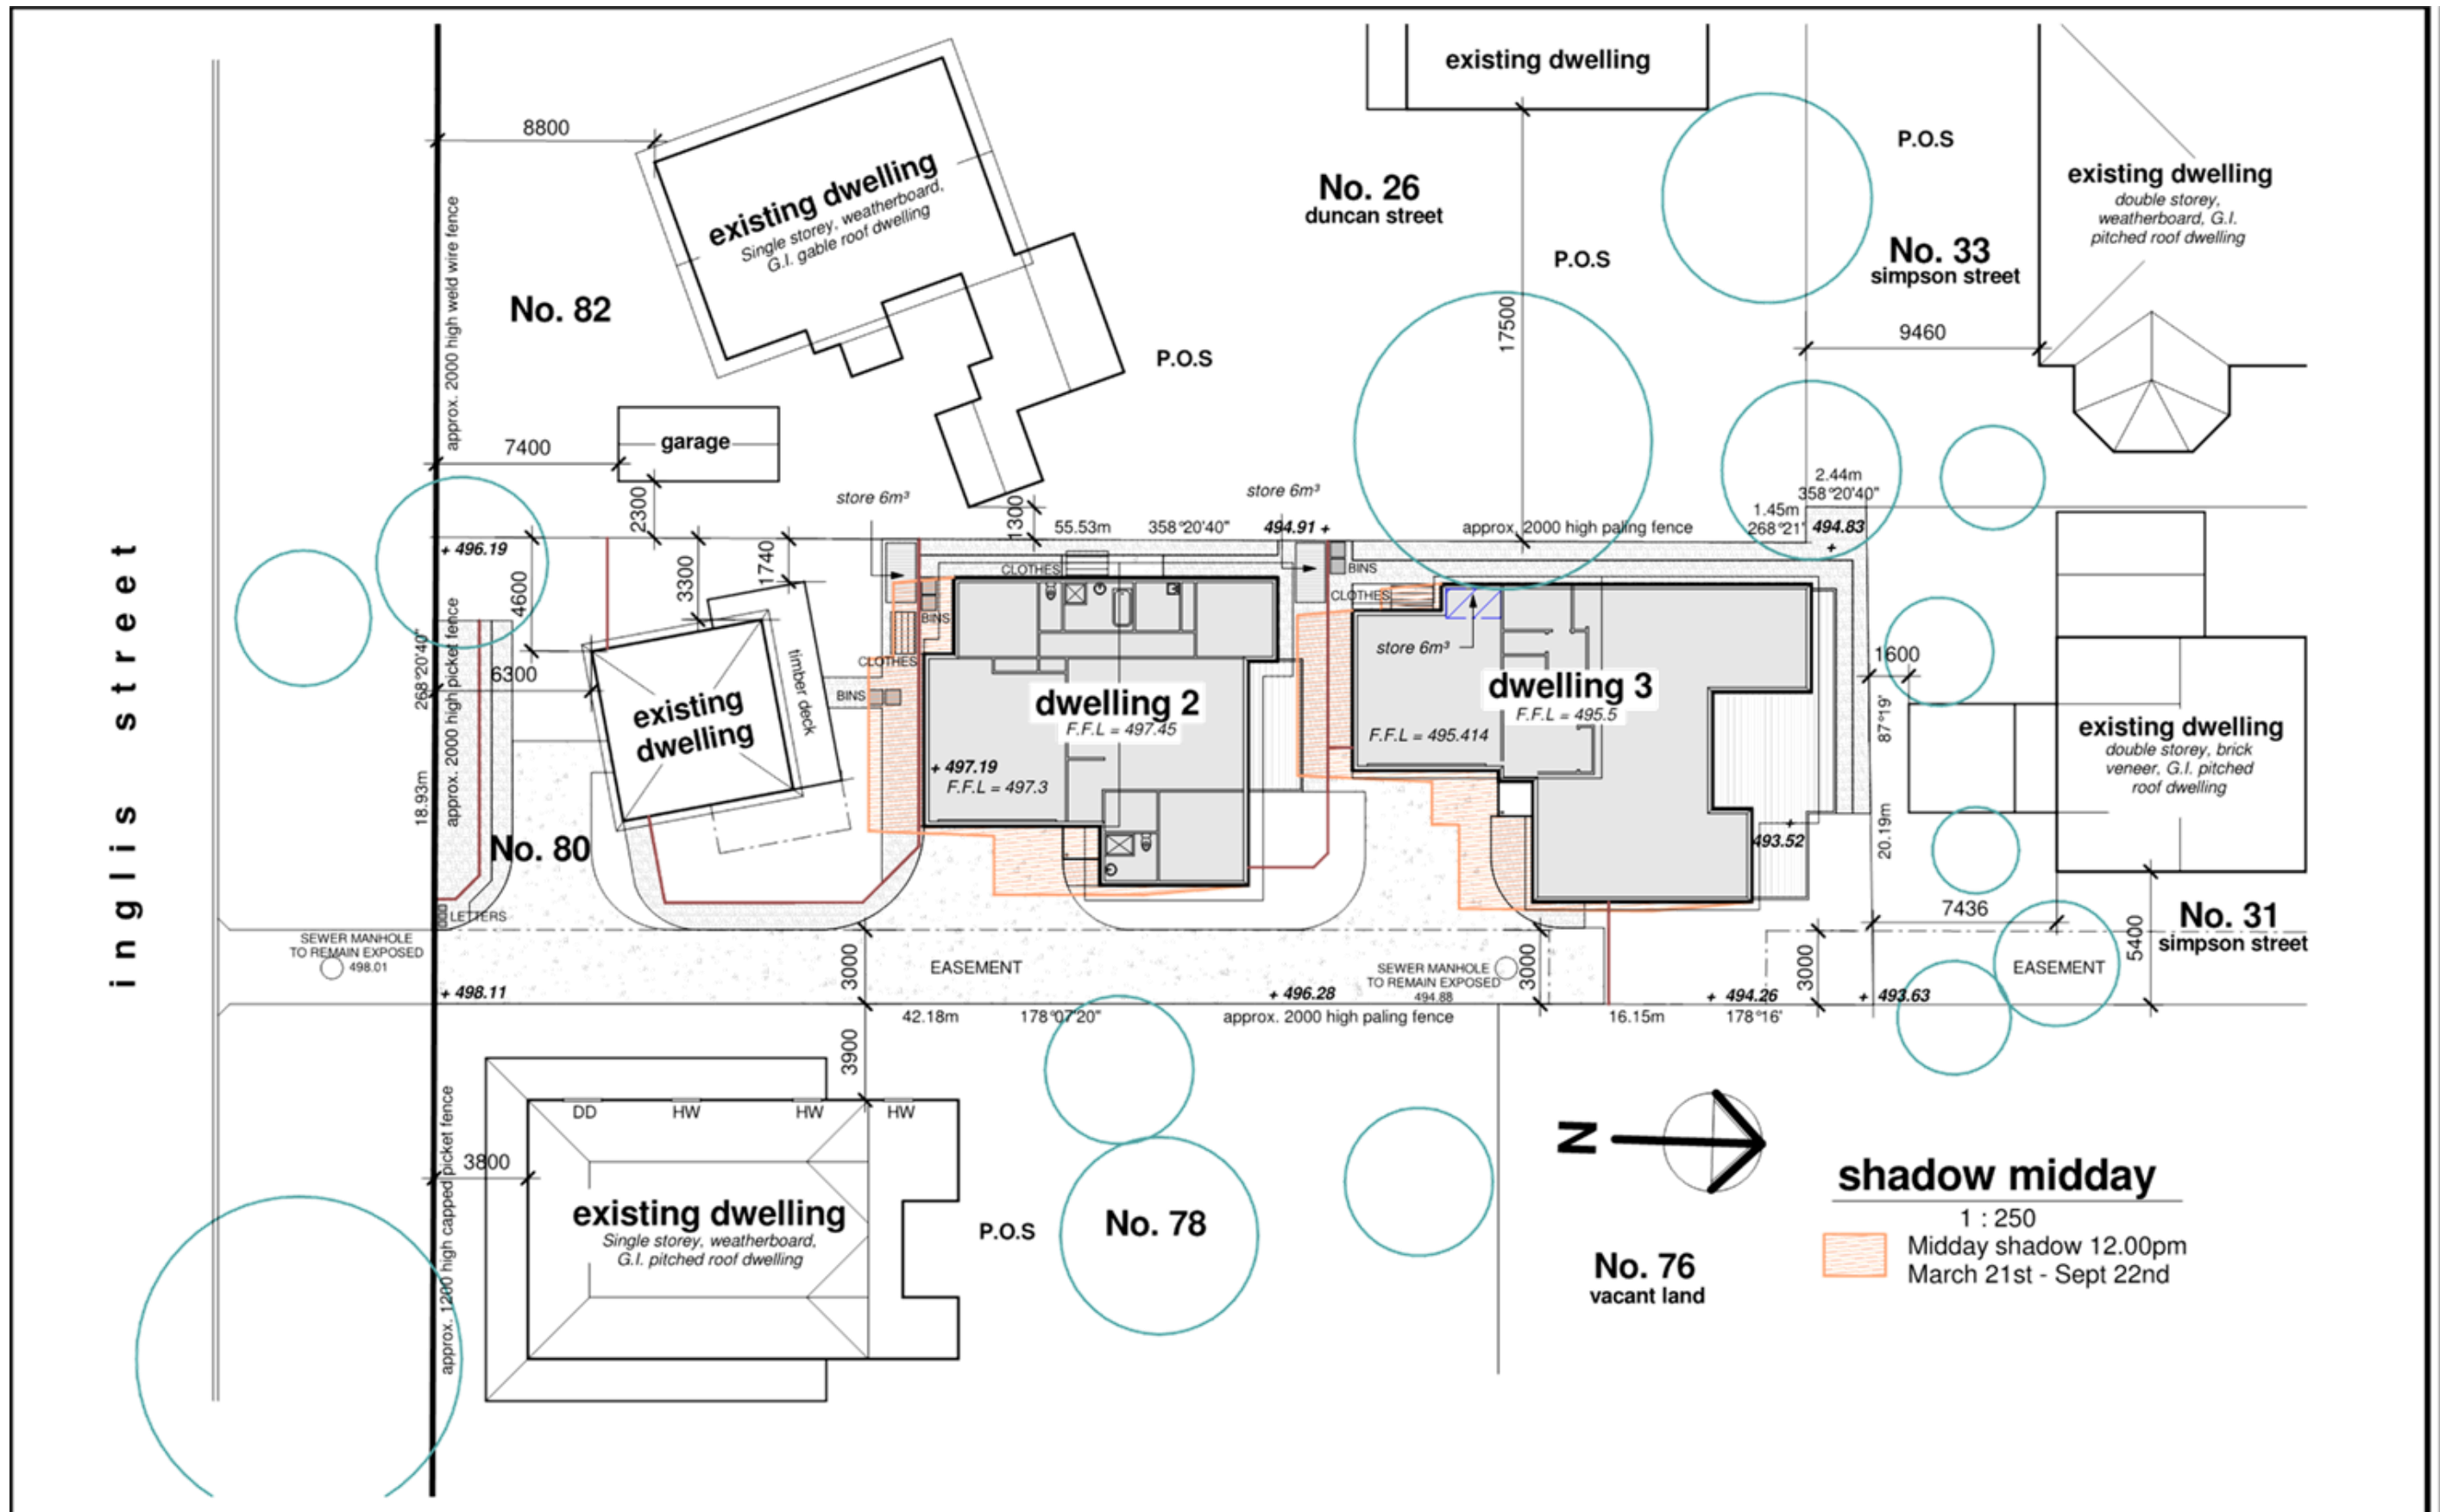 existing dwelling
8800
P.O.S
existing dwelling
Single storey, weatherboard,
G.I. gable roof dwelling
No. 26
duncan street
existing dwelling
double storey,
weatherboard, G.I.
pitched roof dwelling
approx. 2000 high weld wire fence
No. 33
simpson street
P.O.S
No. 82
17500
9460
P.O.S
garage
7400
2300
store 6m³
store 6m³
1300
55.53m
358°20'40"
494.91 +
approx. 2000 high paling fence
2.44m
358°20'40"
1.45m
268°21'
494.83
+
+ 496.19
4600
3300
1740
CLOTHES
BINS
CLOTHES
BINS
inglis street
268°20'40"
approx. 2000 high picket fence
6300
timber deck
CLOTHES
BINS
store 6m³
1600
existing
dwelling
dwelling 2
F.F.L = 497.45
dwelling 3
F.F.L = 495.5
F.F.L = 495.414
87°19'
existing dwelling
double storey, brick
veneer, G.I. pitched
roof dwelling
+ 497.19
F.F.L = 497.3
18.93m
No. 80
+
493.52
20.19m
LETTERS
7436
No. 31
simpson street
5400
SEWER MANHOLE
TO REMAIN EXPOSED
498.01
3000
EASEMENT
SEWER MANHOLE
TO REMAIN EXPOSED
494.88
3000
3000
EASEMENT
+ 498.11
+ 496.28
+ 494.26
+ 493.63
42.18m
178°07'20"
approx. 2000 high paling fence
16.15m
178°16'
3900
approx. 1200 high capped picket fence
DD
HW
HW
HW
3800
existing dwelling
Single storey, weatherboard,
G.I. pitched roof dwelling
P.O.S
No. 78
N
No. 76
vacant land
shadow midday
1 : 250
Midday shadow 12.00pm
March 21st - Sept 22nd